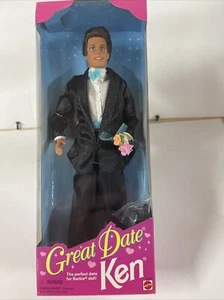 Great Date
The perfect date
for Barbie doll!
Ken
MATTEL